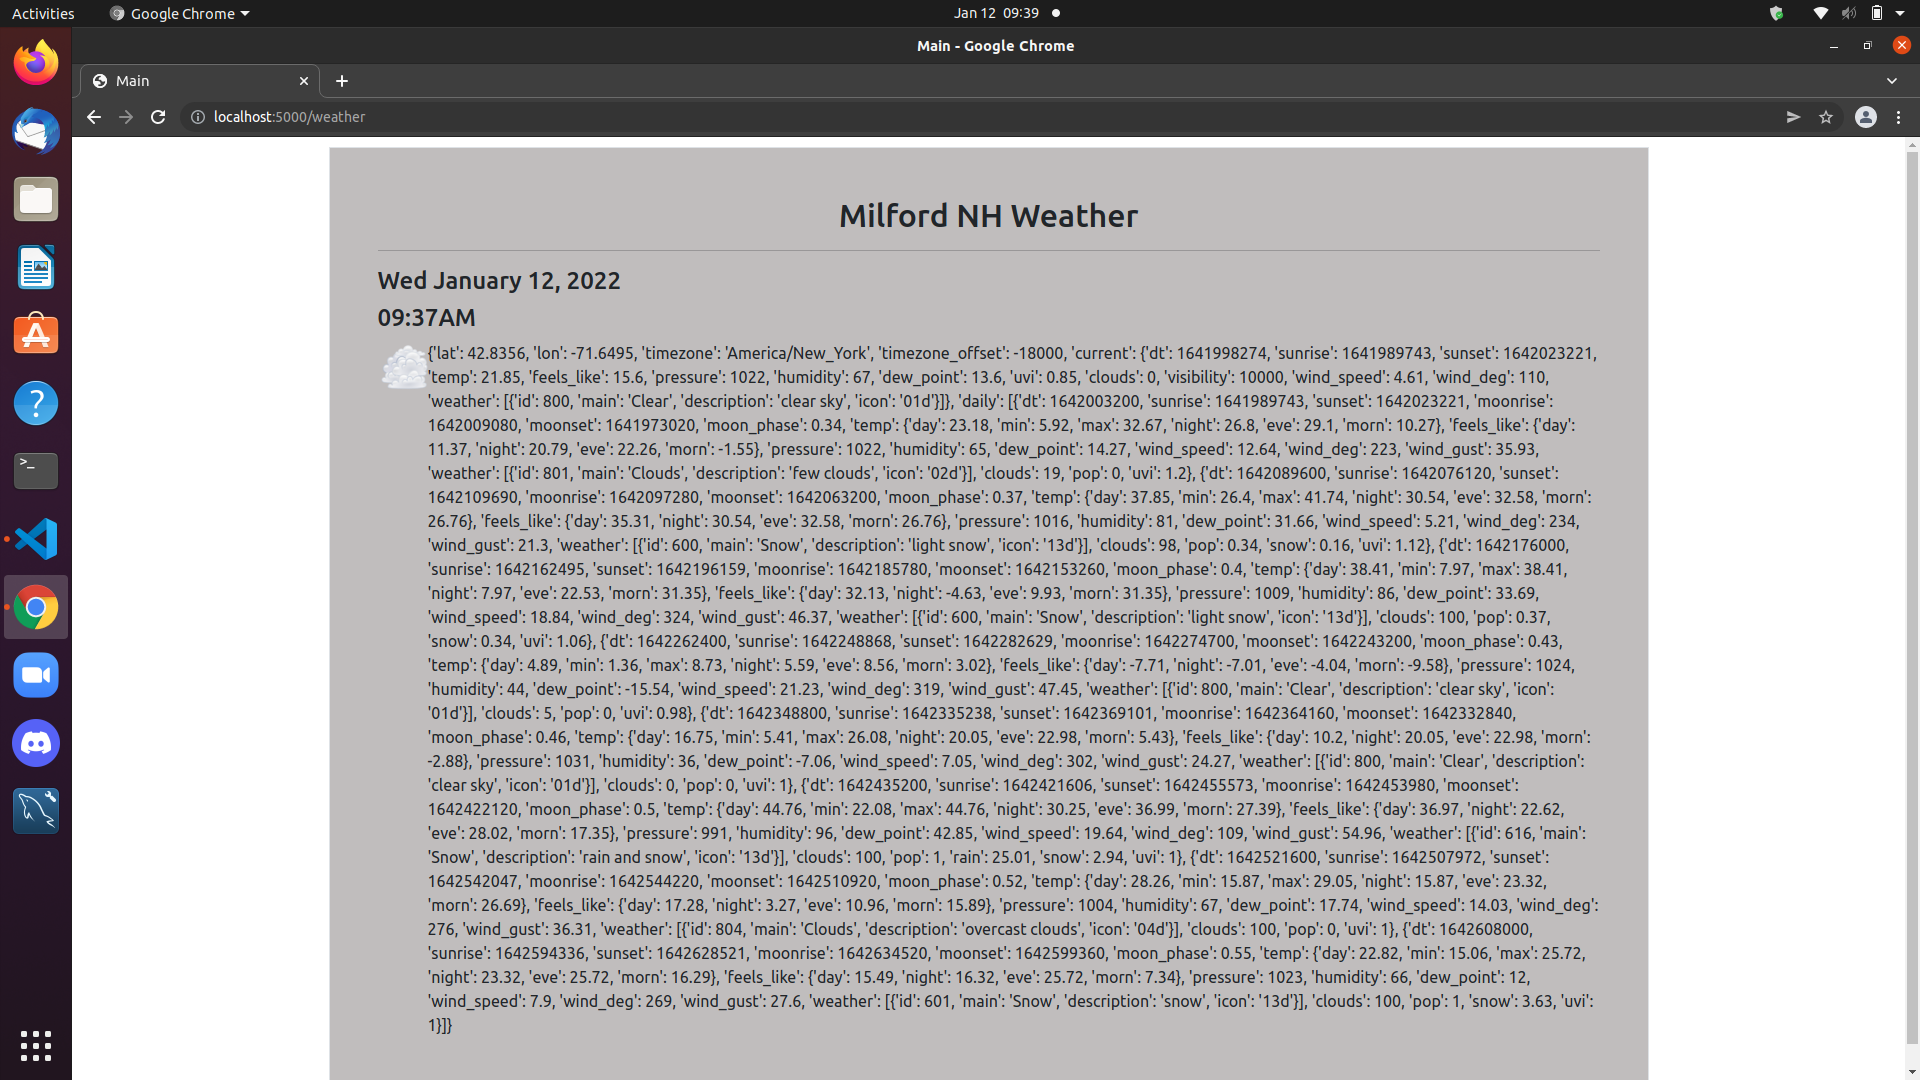 Activities
Google Chrome
Jan 12 09:39
Main - Google Chrome
Main
localhost:5000/weather
Milford NH Weather
Wed January 12, 2022
09:37AM
{'lat': 42.8356, 'lon': -71.6495, 'timezone': 'America/New_York', 'timezone_offset': -18000, 'current': {'dt': 1641998274, 'sunrise': 1641989743, 'sunset': 1642023221,
'temp': 21.85, 'feels_like': 15.6, 'pressure': 1022, 'humidity': 67, 'dew_point': 13.6, 'uvi': 0.85, 'clouds': 0, 'visibility': 10000, 'wind_speed': 4.61, 'wind_deg': 110,
'weather': [{'id': 800, 'main': 'Clear', 'description': 'clear sky', 'icon': '01d'}]}, 'daily': [{'dt': 1642003200, 'sunrise': 1641989743, 'sunset': 1642023221, 'moonrise':
1642009080, 'moonset': 1641973020, 'moon_phase': 0.34, 'temp': {'day': 23.18, 'min': 5.92, 'max': 32.67, 'night': 26.8, 'eve': 29.1, 'morn': 10.27}, 'feels_like': {'day':
11.37, 'night': 20.79, 'eve': 22.26, 'morn': -1.55}, 'pressure': 1022, 'humidity': 65, 'dew_point': 14.27, 'wind_speed': 12.64, 'wind_deg': 223, 'wind_gust': 35.93,
'weather': [{'id': 801, 'main': 'Clouds', 'description': 'few clouds', 'icon': '02d'}], 'clouds': 19, 'pop': 0, 'uvi': 1.2}, {'dt': 1642089600, 'sunrise': 1642076120, 'sunset':
1642109690, 'moonrise': 1642097280, 'moonset': 1642063200, 'moon_phase': 0.37, 'temp': {'day': 37.85, 'min': 26.4, 'max': 41.74, 'night': 30.54, 'eve': 32.58, 'morn':
26.76}, 'feels_like': {'day': 35.31, 'night': 30.54, 'eve': 32.58, 'morn': 26.76}, 'pressure': 1016, 'humidity': 81, 'dew_point': 31.66, 'wind_speed': 5.21, 'wind_deg': 234,
'wind_gust': 21.3, 'weather': [{'id': 600, 'main': 'Snow', 'description': 'light snow', 'icon': '13d'}], 'clouds': 98, 'pop': 0.34, 'snow': 0.16, 'uvi': 1.12}, {'dt': 1642176000,
'sunrise': 1642162495, 'sunset': 1642196159, 'moonrise': 1642185780, 'moonset': 1642153260, 'moon_phase': 0.4, 'temp': {'day': 38.41, 'min': 7.97, 'max': 38.41,
'night': 7.97, 'eve': 22.53, 'morn': 31.35}, 'feels_like': {'day': 32.13, 'night': -4.63, 'eve': 9.93, 'morn': 31.35}, 'pressure': 1009, 'humidity': 86, 'dew_point': 33.69,
'wind_speed': 18.84, 'wind_deg': 324, 'wind_gust': 46.37, 'weather': [{'id': 600, 'main': 'Snow', 'description': 'light snow', 'icon': '13d'}], 'clouds': 100, 'pop': 0.37,
'snow': 0.34, 'uvi': 1.06}, {'dt': 1642262400, 'sunrise': 1642248868, 'sunset': 1642282629, 'moonrise': 1642274700, 'moonset': 1642243200, 'moon_phase': 0.43,
'temp': {'day': 4.89, 'min': 1.36, 'max': 8.73, 'night': 5.59, 'eve': 8.56, 'morn': 3.02}, 'feels_like': {'day': -7.71, 'night': -7.01, 'eve': -4.04, 'morn': -9.58}, 'pressure': 1024,
'humidity': 44, 'dew_point': -15.54, 'wind_speed': 21.23, 'wind_deg': 319, 'wind_gust': 47.45, 'weather': [{'id': 800, 'main': 'Clear', 'description': 'clear sky', 'icon':
'01d'}], 'clouds': 5, 'pop': 0, 'uvi': 0.98}, {'dt': 1642348800, 'sunrise': 1642335238, 'sunset': 1642369101, 'moonrise': 1642364160, 'moonset': 1642332840,
'moon_phase': 0.46, 'temp': {'day': 16.75, 'min': 5.41, 'max': 26.08, 'night': 20.05, 'eve': 22.98, 'morn': 5.43}, 'feels_like': {'day': 10.2, 'night': 20.05, 'eve': 22.98, 'morn':
-2.88}, 'pressure': 1031, 'humidity': 36, 'dew_point': -7.06, 'wind_speed': 7.05, 'wind_deg': 302, 'wind_gust': 24.27, 'weather': [{'id': 800, 'main': 'Clear', 'description':
'clear sky', 'icon': '01d'}], 'clouds': 0, 'pop': 0, 'uvi': 1}, {'dt': 1642435200, 'sunrise': 1642421606, 'sunset': 1642455573, 'moonrise': 1642453980, 'moonset':
1642422120, 'moon_phase': 0.5, 'temp': {'day': 44.76, 'min': 22.08, 'max': 44.76, 'night': 30.25, 'eve': 36.99, 'morn': 27.39}, 'feels_like': {'day': 36.97, 'night': 22.62,
'eve': 28.02, 'morn': 17.35}, 'pressure': 991, 'humidity': 96, 'dew_point': 42.85, 'wind_speed': 19.64, 'wind_deg': 109, 'wind_gust': 54.96, 'weather': [{'id': 616, 'main':
'Snow', 'description': 'rain and snow', 'icon': '13d'}], 'clouds': 100, 'pop': 1, 'rain': 25.01, 'snow': 2.94, 'uvi': 1}, {'dt': 1642521600, 'sunrise': 1642507972, 'sunset':
1642542047, 'moonrise': 1642544220, 'moonset': 1642510920, 'moon_phase': 0.52, 'temp': {'day': 28.26, 'min': 15.87, 'max': 29.05, 'night': 15.87, 'eve': 23.32,
'morn': 26.69}, 'feels_like': {'day': 17.28, 'night': 3.27, 'eve': 10.96, 'morn': 15.89}, 'pressure': 1004, 'humidity': 67, 'dew_point': 17.74, 'wind_speed': 14.03, 'wind_deg':
276, 'wind_gust': 36.31, 'weather': [{'id': 804, 'main': 'Clouds', 'description': 'overcast clouds', 'icon': '04d'}], 'clouds': 100, 'pop': 0, 'uvi': 1}, {'dt': 1642608000,
'sunrise': 1642594336, 'sunset': 1642628521, 'moonrise': 1642634520, 'moonset': 1642599360, 'moon_phase': 0.55, 'temp': {'day': 22.82, 'min': 15.06, 'max': 25.72,
'night': 23.32, 'eve': 25.72, 'morn': 16.29}, 'feels_like': {'day': 15.49, 'night': 16.32, 'eve': 25.72, 'morn': 7.34}, 'pressure': 1023, 'humidity': 66, 'dew_point': 12,
'wind_speed': 7.9, 'wind_deg': 269, 'wind_gust': 27.6, 'weather': [{'id': 601, 'main': 'Snow', 'description': 'snow', 'icon': '13d'}], 'clouds': 100, 'pop': 1, 'snow': 3.63, 'uvi':
1}]}